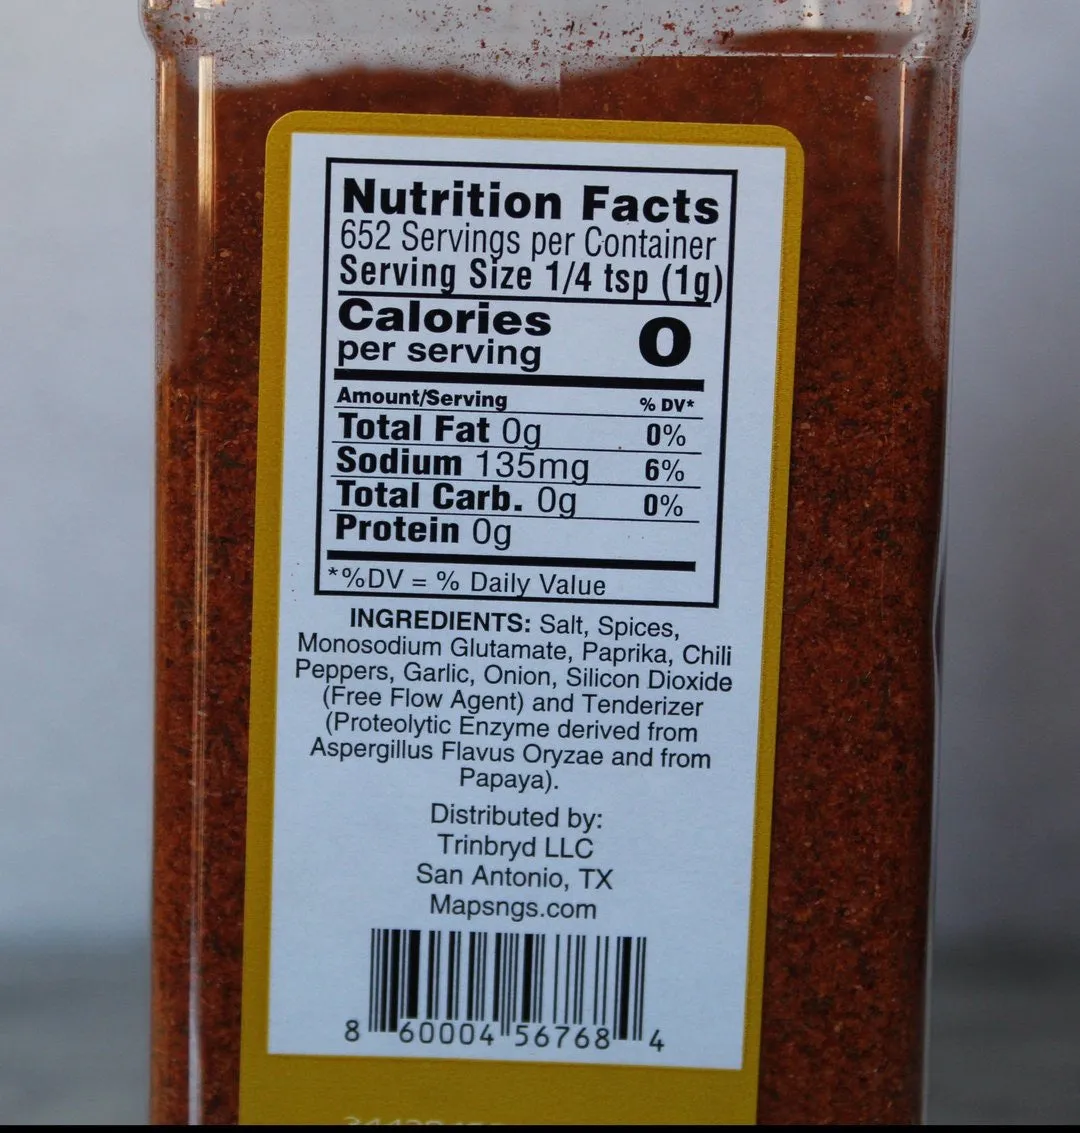 Nutrition Facts
652 Servings per Container
Serving Size 1/4 tsp (1g)
Calories 0
per serving
Amount/Serving % DV*
Total Fat 0g 0%
Sodium 135mg 6%
Total Carb. 0g 0%
Protein 0g
*%DV = % Daily Value
INGREDIENTS: Salt, Spices,
Monosodium Glutamate, Paprika, Chili
Peppers, Garlic, Onion, Silicon Dioxide
(Free Flow Agent) and Tenderizer
(Proteolytic Enzyme derived from
Aspergillus Flavus Oryzae and from
Papaya).
Distributed by:
Trinbryd LLC
San Antonio, TX
Mapsngs.com
8 60004 56768 4